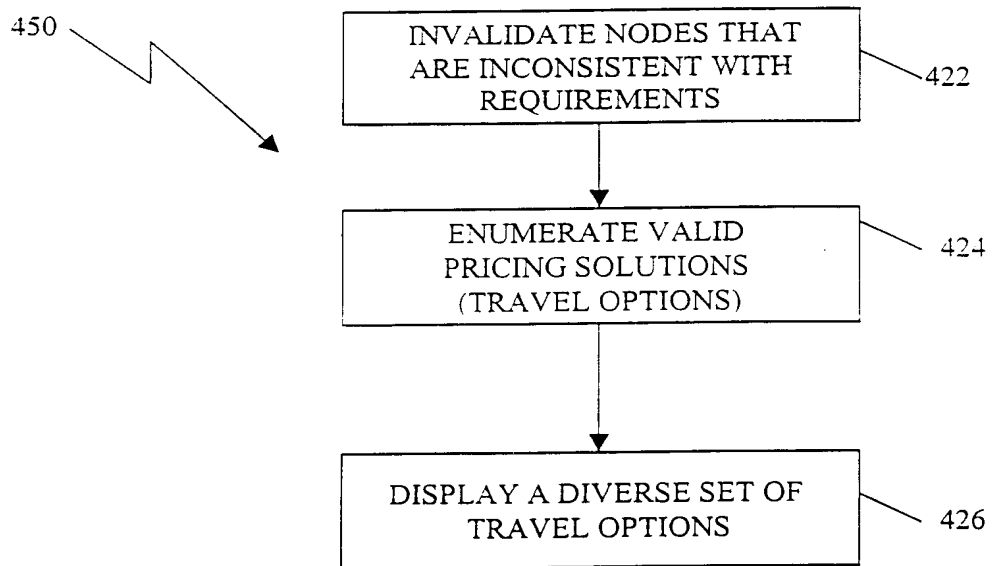 450
INVALIDATE NODES THAT
ARE INCONSISTENT WITH
REQUIREMENTS
422
ENUMERATE VALID
PRICING SOLUTIONS
(TRAVEL OPTIONS)
424
DISPLAY A DIVERSE SET OF
TRAVEL OPTIONS
426